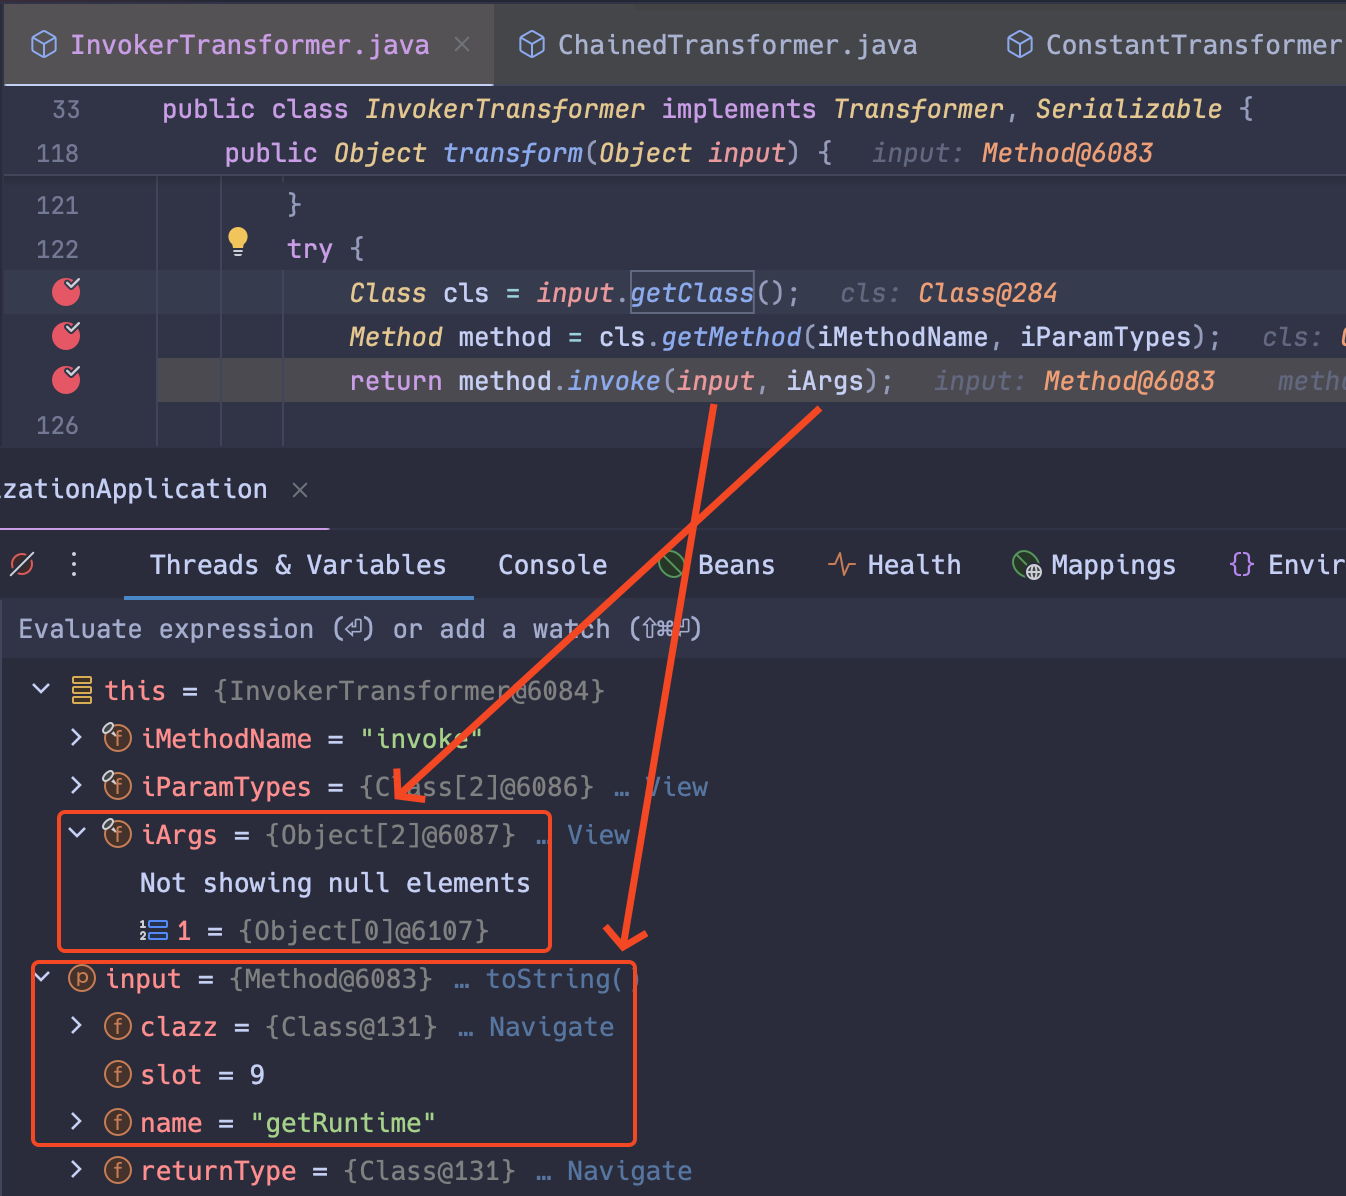 InvokerTransformer.java × ChainedTransformer.java ConstantTransformer
33 public class InvokerTransformer implements Transformer, Serializable {
118 public Object transform(Object input) { input: Method@6083
121 }
122 try {
Class cls = input.getClass(); cls: Class@284
Method method = cls.getMethod(iMethodName, iParamTypes); cls:
return method.invoke(input, iArgs); input: Method@6083 metho
126
zationApplication ×
Threads & Variables Console Beans Health Mappings {} Envir
Evaluate expression (⏎) or add a watch (⇧⌘⏎)
this = {InvokerTransformer@6084}
iMethodName = "invoke"
iParamTypes = {Class[2]@6086} … View
iArgs = {Object[2]@6087} … View
Not showing null elements
1 = {Object[0]@6107}
input = {Method@6083} … toString()
clazz = {Class@131} … Navigate
slot = 9
name = "getRuntime"
returnType = {Class@131} … Navigate